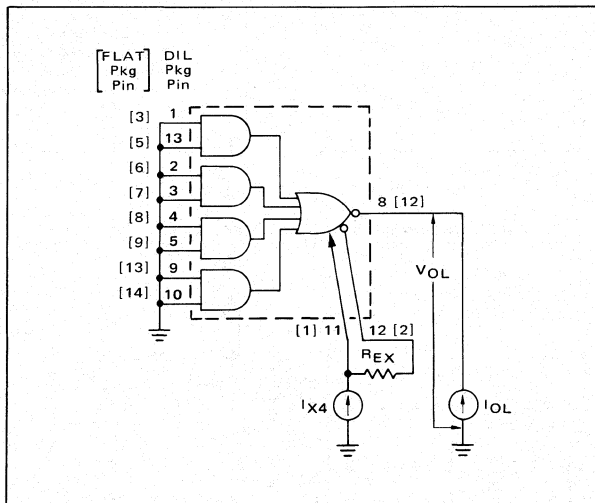 [FLAT Pkg Pin] DIL Pkg Pin
[3] 1
[5] 13
[6] 2
[7] 3
[8] 4
[9] 5
[13] 9
[14] 10
8 [12]
VOL
[1] 11 12 [2]
REX
IX4 IOL